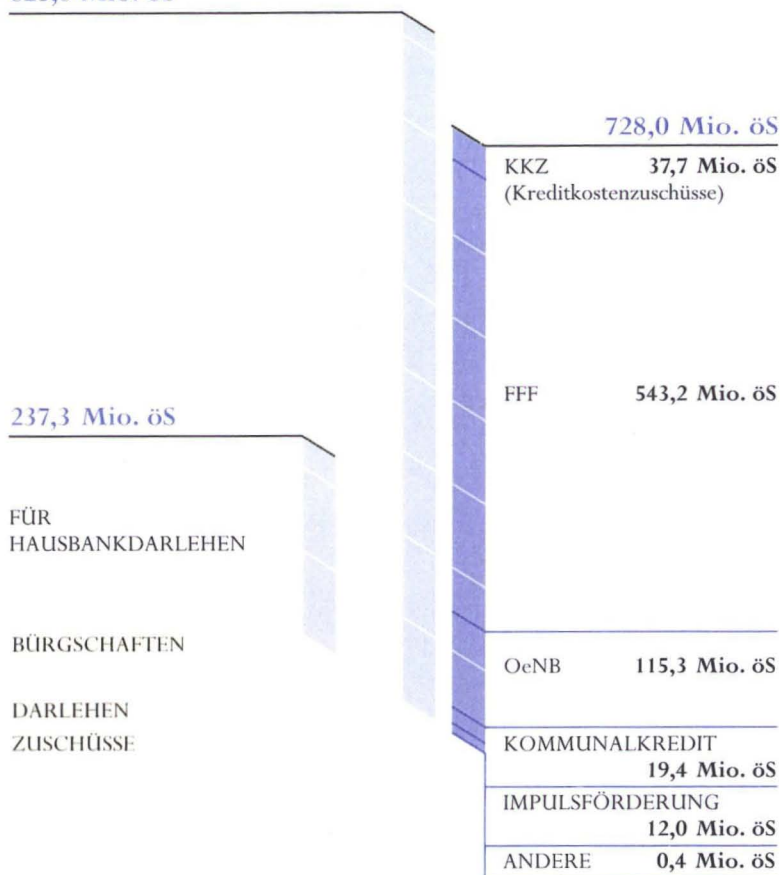 728,0 Mio. öS
KKZ 37,7 Mio. öS
(Kreditkostenzuschüsse)
FFF 543,2 Mio. öS
237,3 Mio. öS
FÜR
HAUSBANKDARLEHEN
BÜRGSCHAFTEN
OeNB 115,3 Mio. öS
DARLEHEN
ZUSCHÜSSE
KOMMUNALKREDIT
19,4 Mio. öS
IMPULSFÖRDERUNG
12,0 Mio. öS
ANDERE 0,4 Mio. öS